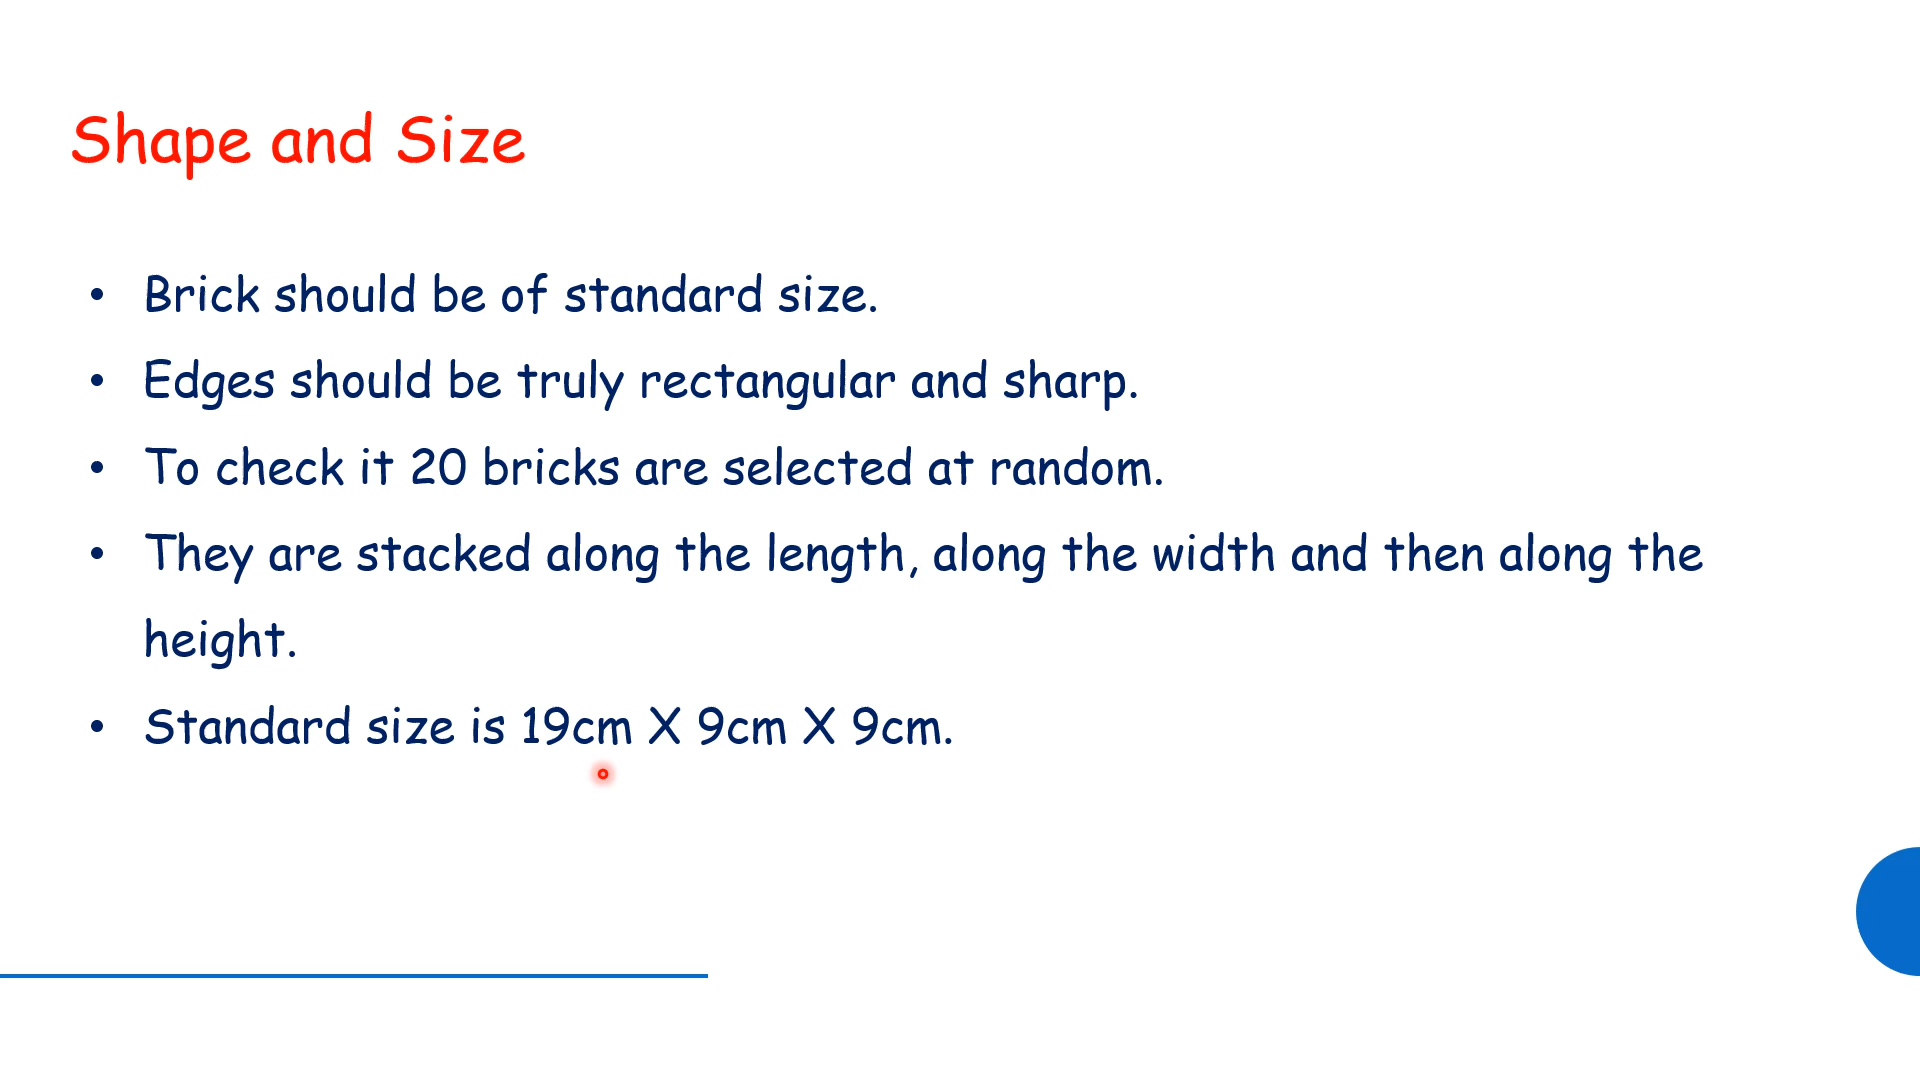 Shape and Size
• Brick should be of standard size.
• Edges should be truly rectangular and sharp.
• To check it 20 bricks are selected at random.
• They are stacked along the length, along the width and then along the
height.
• Standard size is 19cm X 9cm X 9cm.